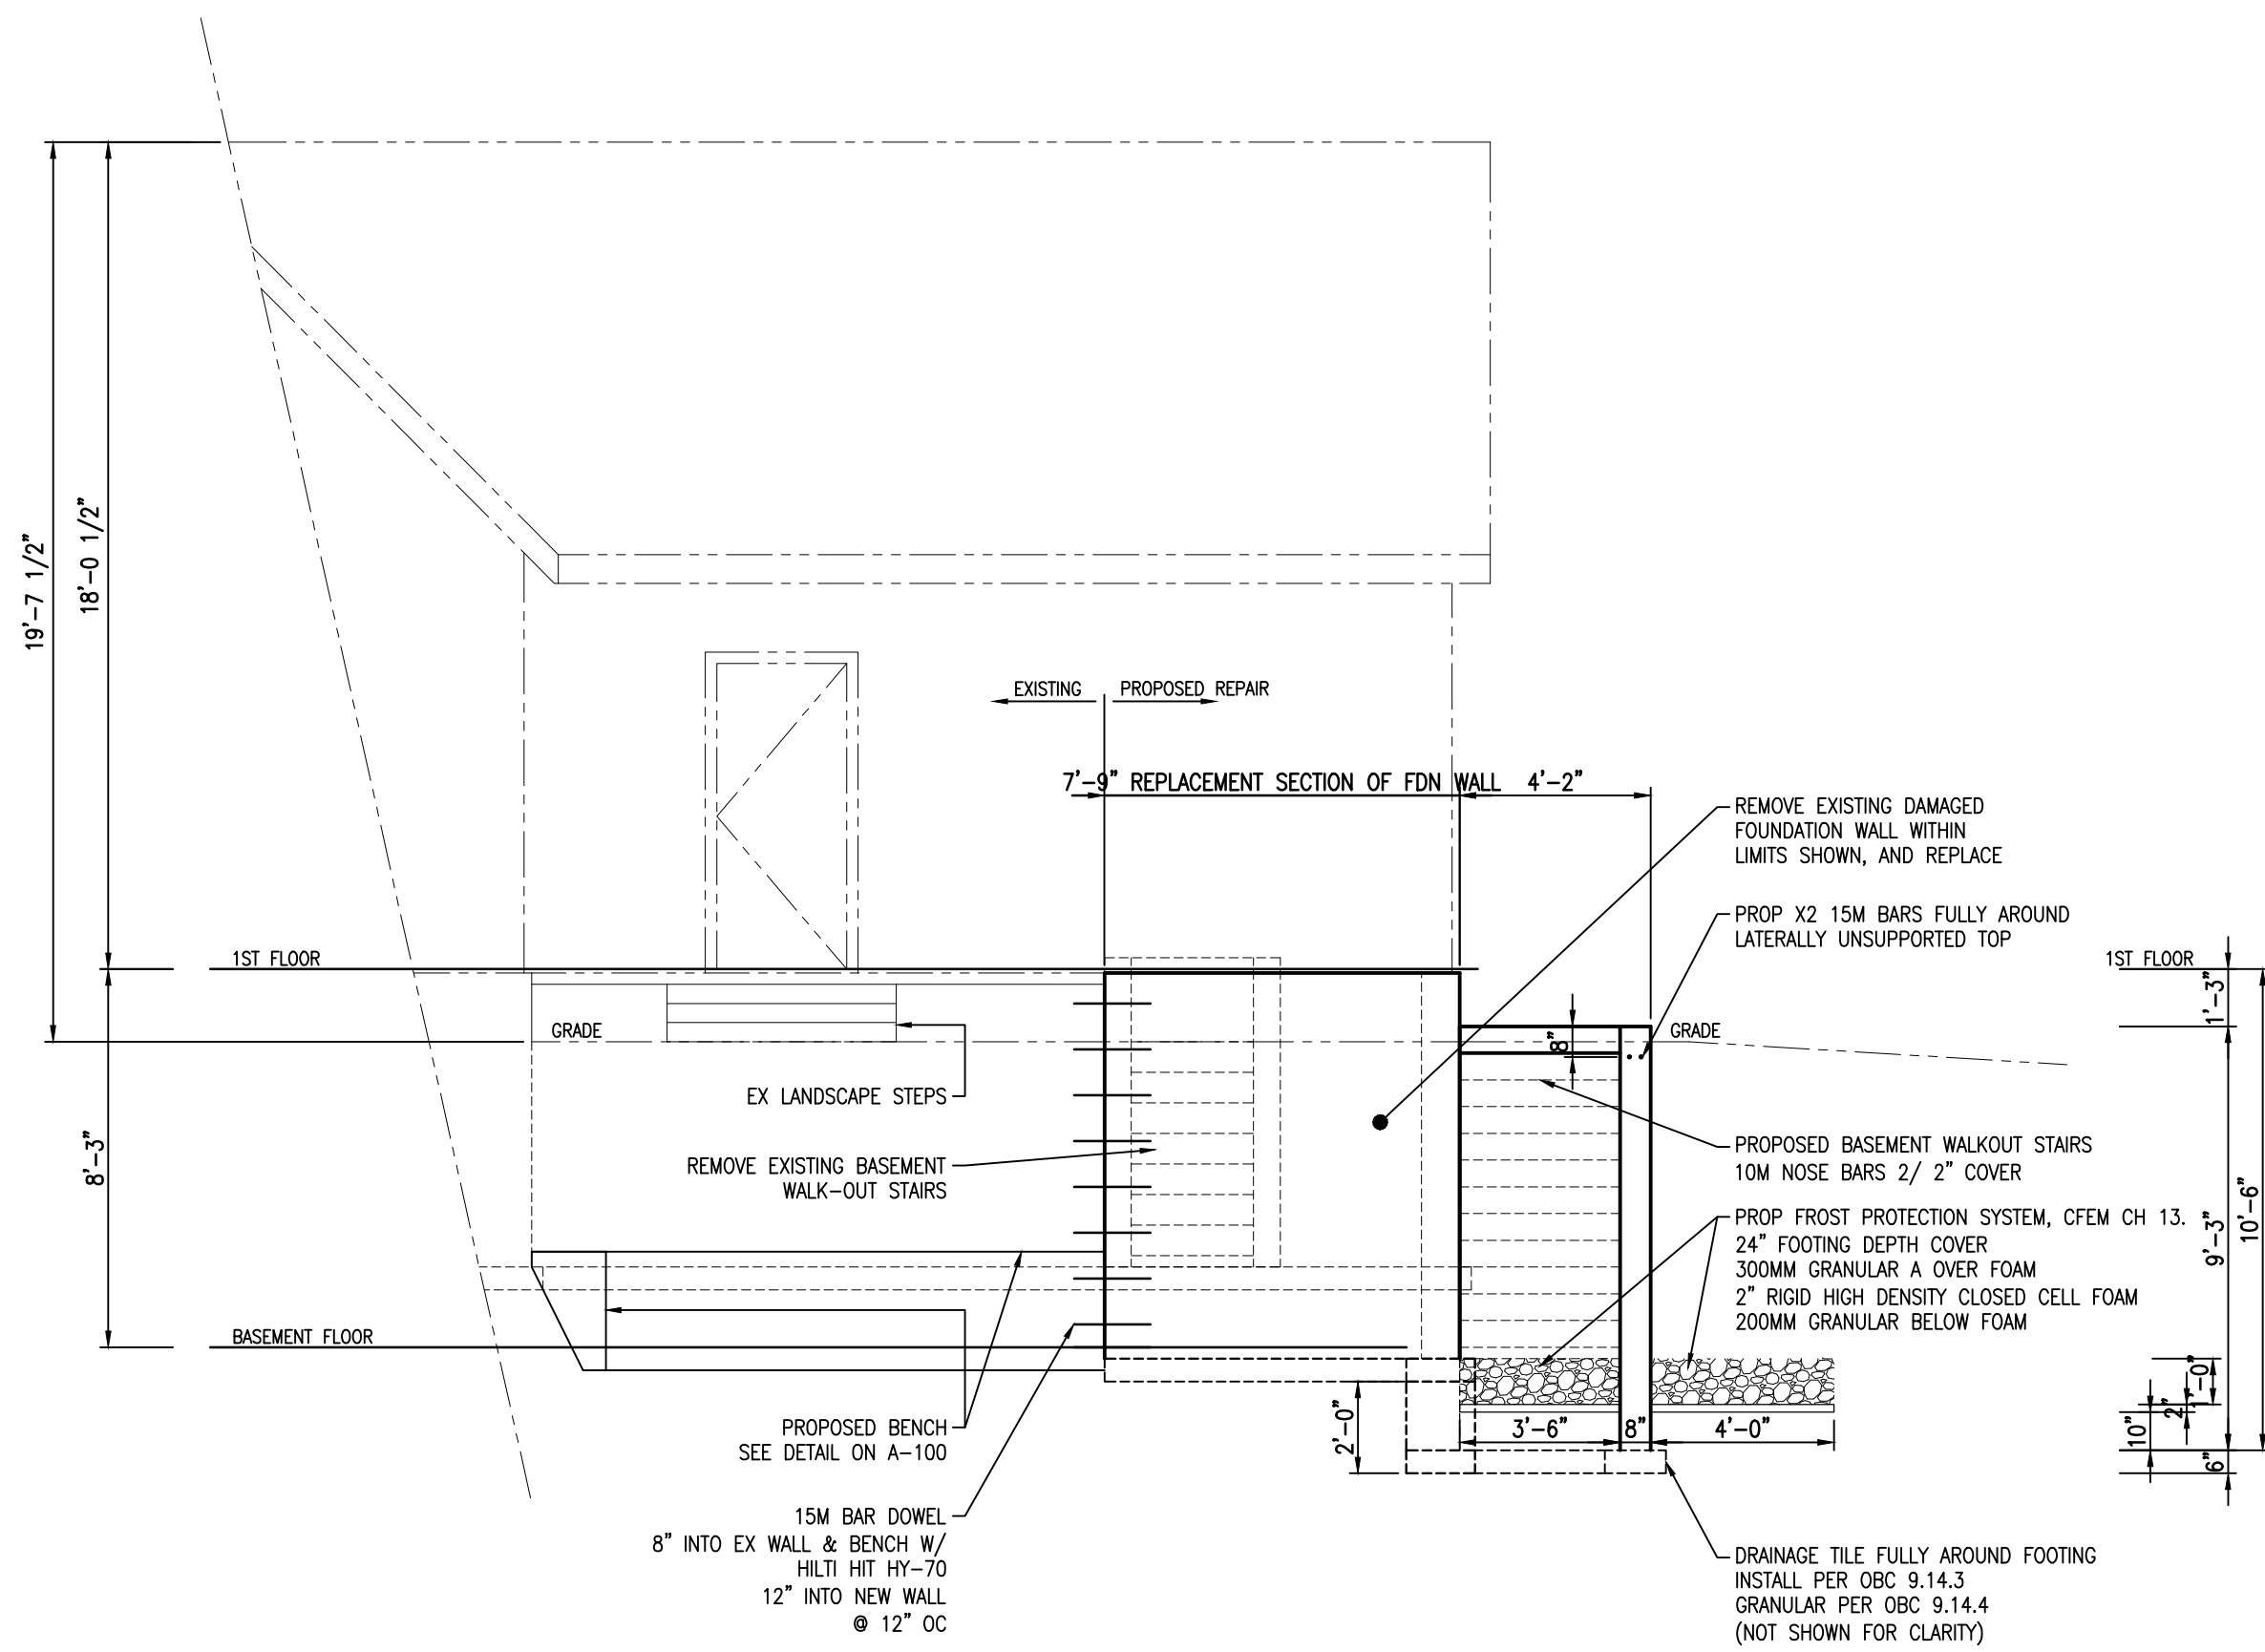 19'-7 1/2"
18'-0 1/2"
8'-3"
EXISTING
PROPOSED REPAIR
7'-9" REPLACEMENT SECTION OF FDN WALL
4'-2"
REMOVE EXISTING DAMAGED
FOUNDATION WALL WITHIN
LIMITS SHOWN, AND REPLACE
PROP X2 15M BARS FULLY AROUND
LATERALLY UNSUPPORTED TOP
1ST FLOOR
1ST FLOOR
1'-3"
GRADE
GRADE
8"
EX LANDSCAPE STEPS
REMOVE EXISTING BASEMENT
WALK-OUT STAIRS
PROPOSED BASEMENT WALKOUT STAIRS
10M NOSE BARS 2/ 2" COVER
PROP FROST PROTECTION SYSTEM, CFEM CH 13.
24" FOOTING DEPTH COVER
300MM GRANULAR A OVER FOAM
2" RIGID HIGH DENSITY CLOSED CELL FOAM
200MM GRANULAR BELOW FOAM
9'-3"
10'-6"
BASEMENT FLOOR
1'-0"
2"
10"
6"
2'-0"
3'-6"
8"
4'-0"
PROPOSED BENCH
SEE DETAIL ON A-100
15M BAR DOWEL
8" INTO EX WALL & BENCH W/
HILTI HIT HY-70
12" INTO NEW WALL
@ 12" OC
DRAINAGE TILE FULLY AROUND FOOTING
INSTALL PER OBC 9.14.3
GRANULAR PER OBC 9.14.4
(NOT SHOWN FOR CLARITY)